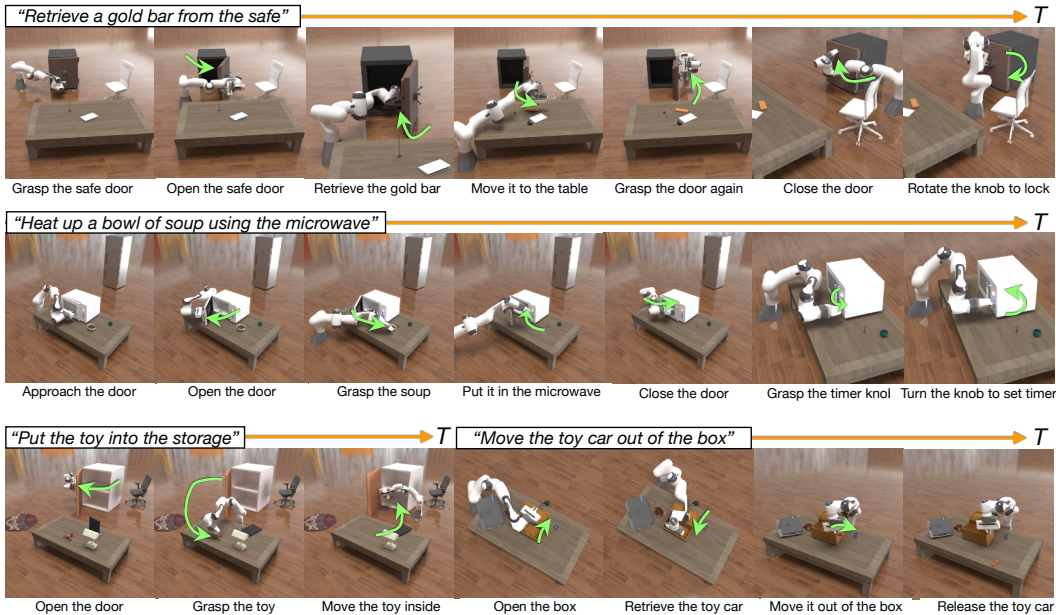 "Retrieve a gold bar from the safe" T
Grasp the safe door Open the safe door Retrieve the gold bar Move it to the table Grasp the door again Close the door Rotate the knob to lock
"Heat up a bowl of soup using the microwave" T
Approach the door Open the door Grasp the soup Put it in the microwave Close the door Grasp the timer knol Turn the knob to set timer
"Put the toy into the storage" T "Move the toy car out of the box" T
Open the door Grasp the toy Move the toy inside Open the box Retrieve the toy car Move it out of the box Release the toy car